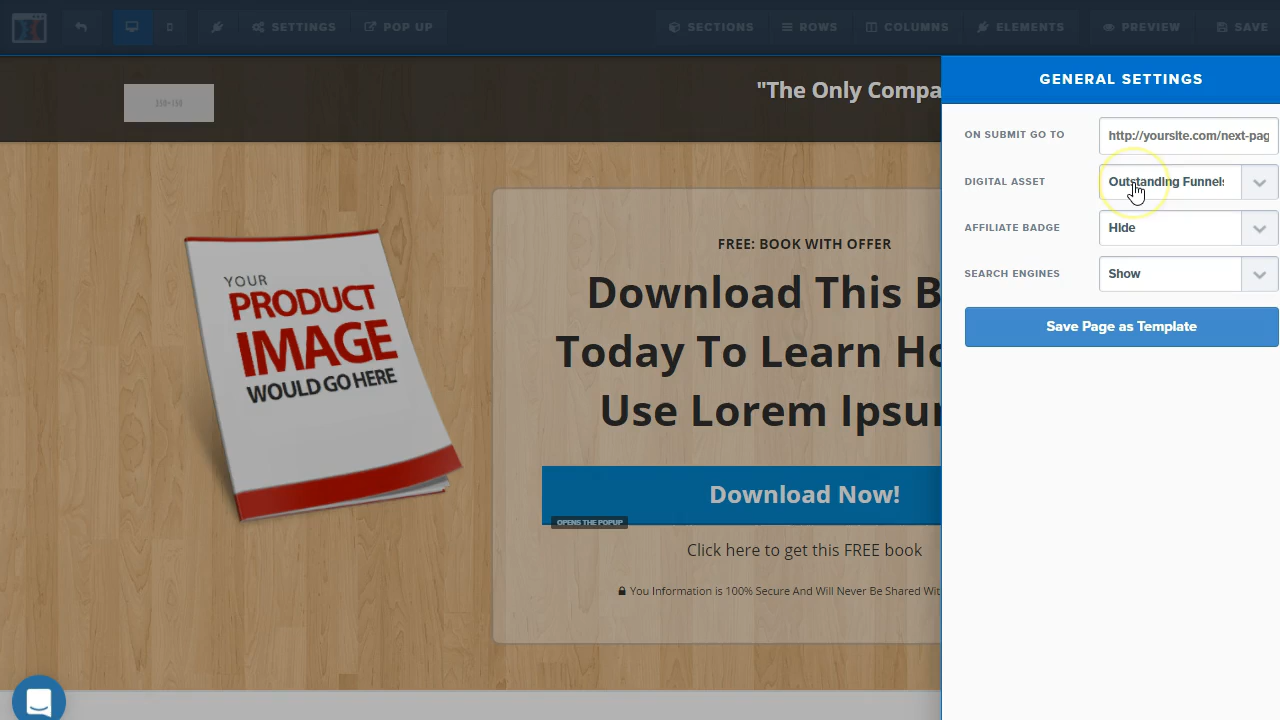 SETTINGS
POP UP
SECTIONS
ROWS
COLUMNS
ELEMENTS
PREVIEW
SAVE
350×150
"The Only Compa
GENERAL SETTINGS
ON SUBMIT GO TO
http://yoursite.com/next-pag
DIGITAL ASSET
Outstanding Funnels
AFFILIATE BADGE
Hide
SEARCH ENGINES
Show
Save Page as Template
YOUR
PRODUCT
IMAGE
WOULD GO HERE
FREE: BOOK WITH OFFER
Download This B
Today To Learn Ho
Use Lorem Ipsum
Download Now!
OPENS THE POPUP
Click here to get this FREE book
You Information is 100% Secure And Will Never Be Shared Wit